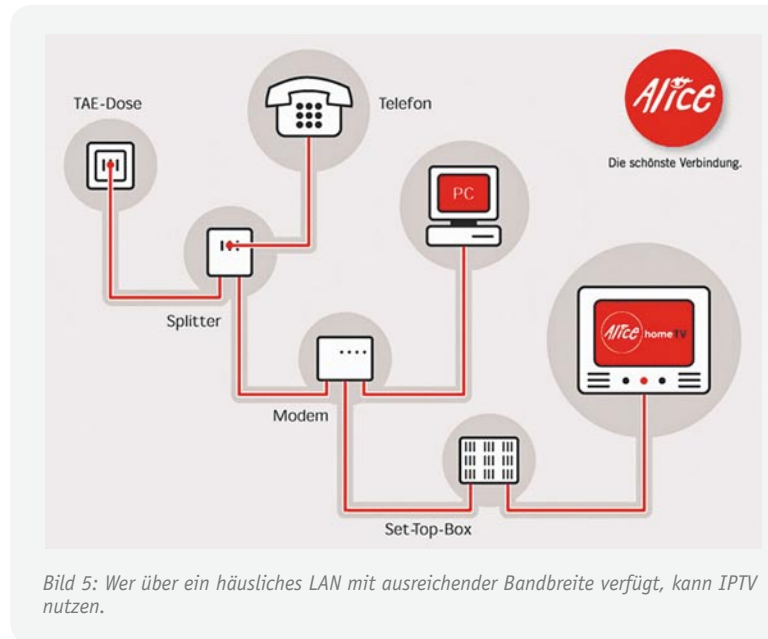 TAE-Dose
Telefon
Alice
Die schönste Verbindung.
PC
Splitter
Alice homeTV
Modem
Set-Top-Box
Bild 5: Wer über ein häusliches LAN mit ausreichender Bandbreite verfügt, kann IPTV
nutzen.